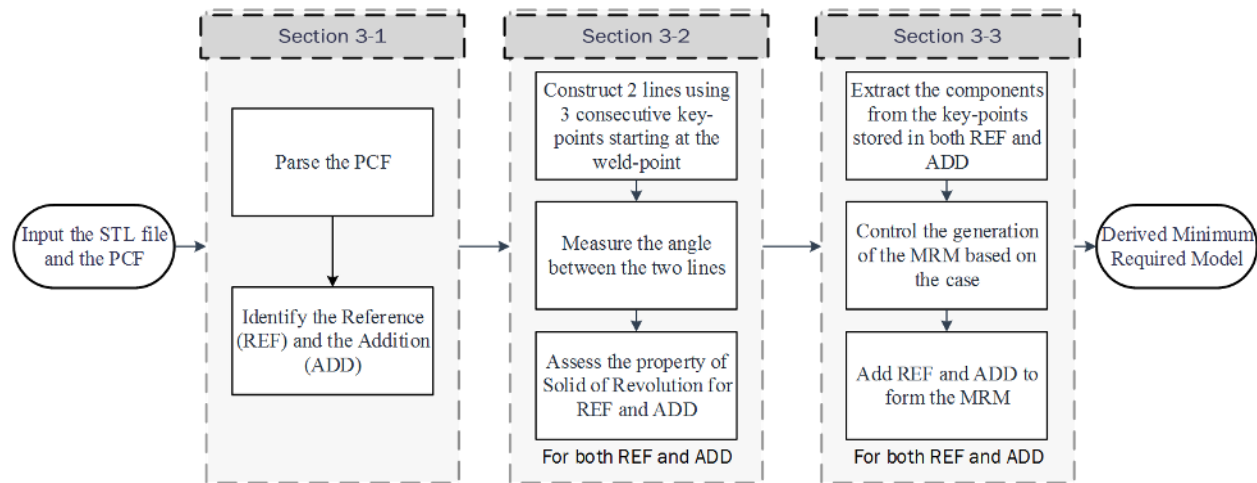 Section 3-1
Section 3-2
Section 3-3
Input the STL file
and the PCF
Parse the PCF
Identify the Reference
(REF) and the Addition
(ADD)
Construct 2 lines using
3 consecutive key-
points starting at the
weld-point
Measure the angle
between the two lines
Assess the property of
Solid of Revolution for
REF and ADD
For both REF and ADD
Extract the components
from the key-points
stored in both REF and
ADD
Control the generation
of the MRM based on
the case
Add REF and ADD to
form the MRM
For both REF and ADD
Derived Minimum
Required Model